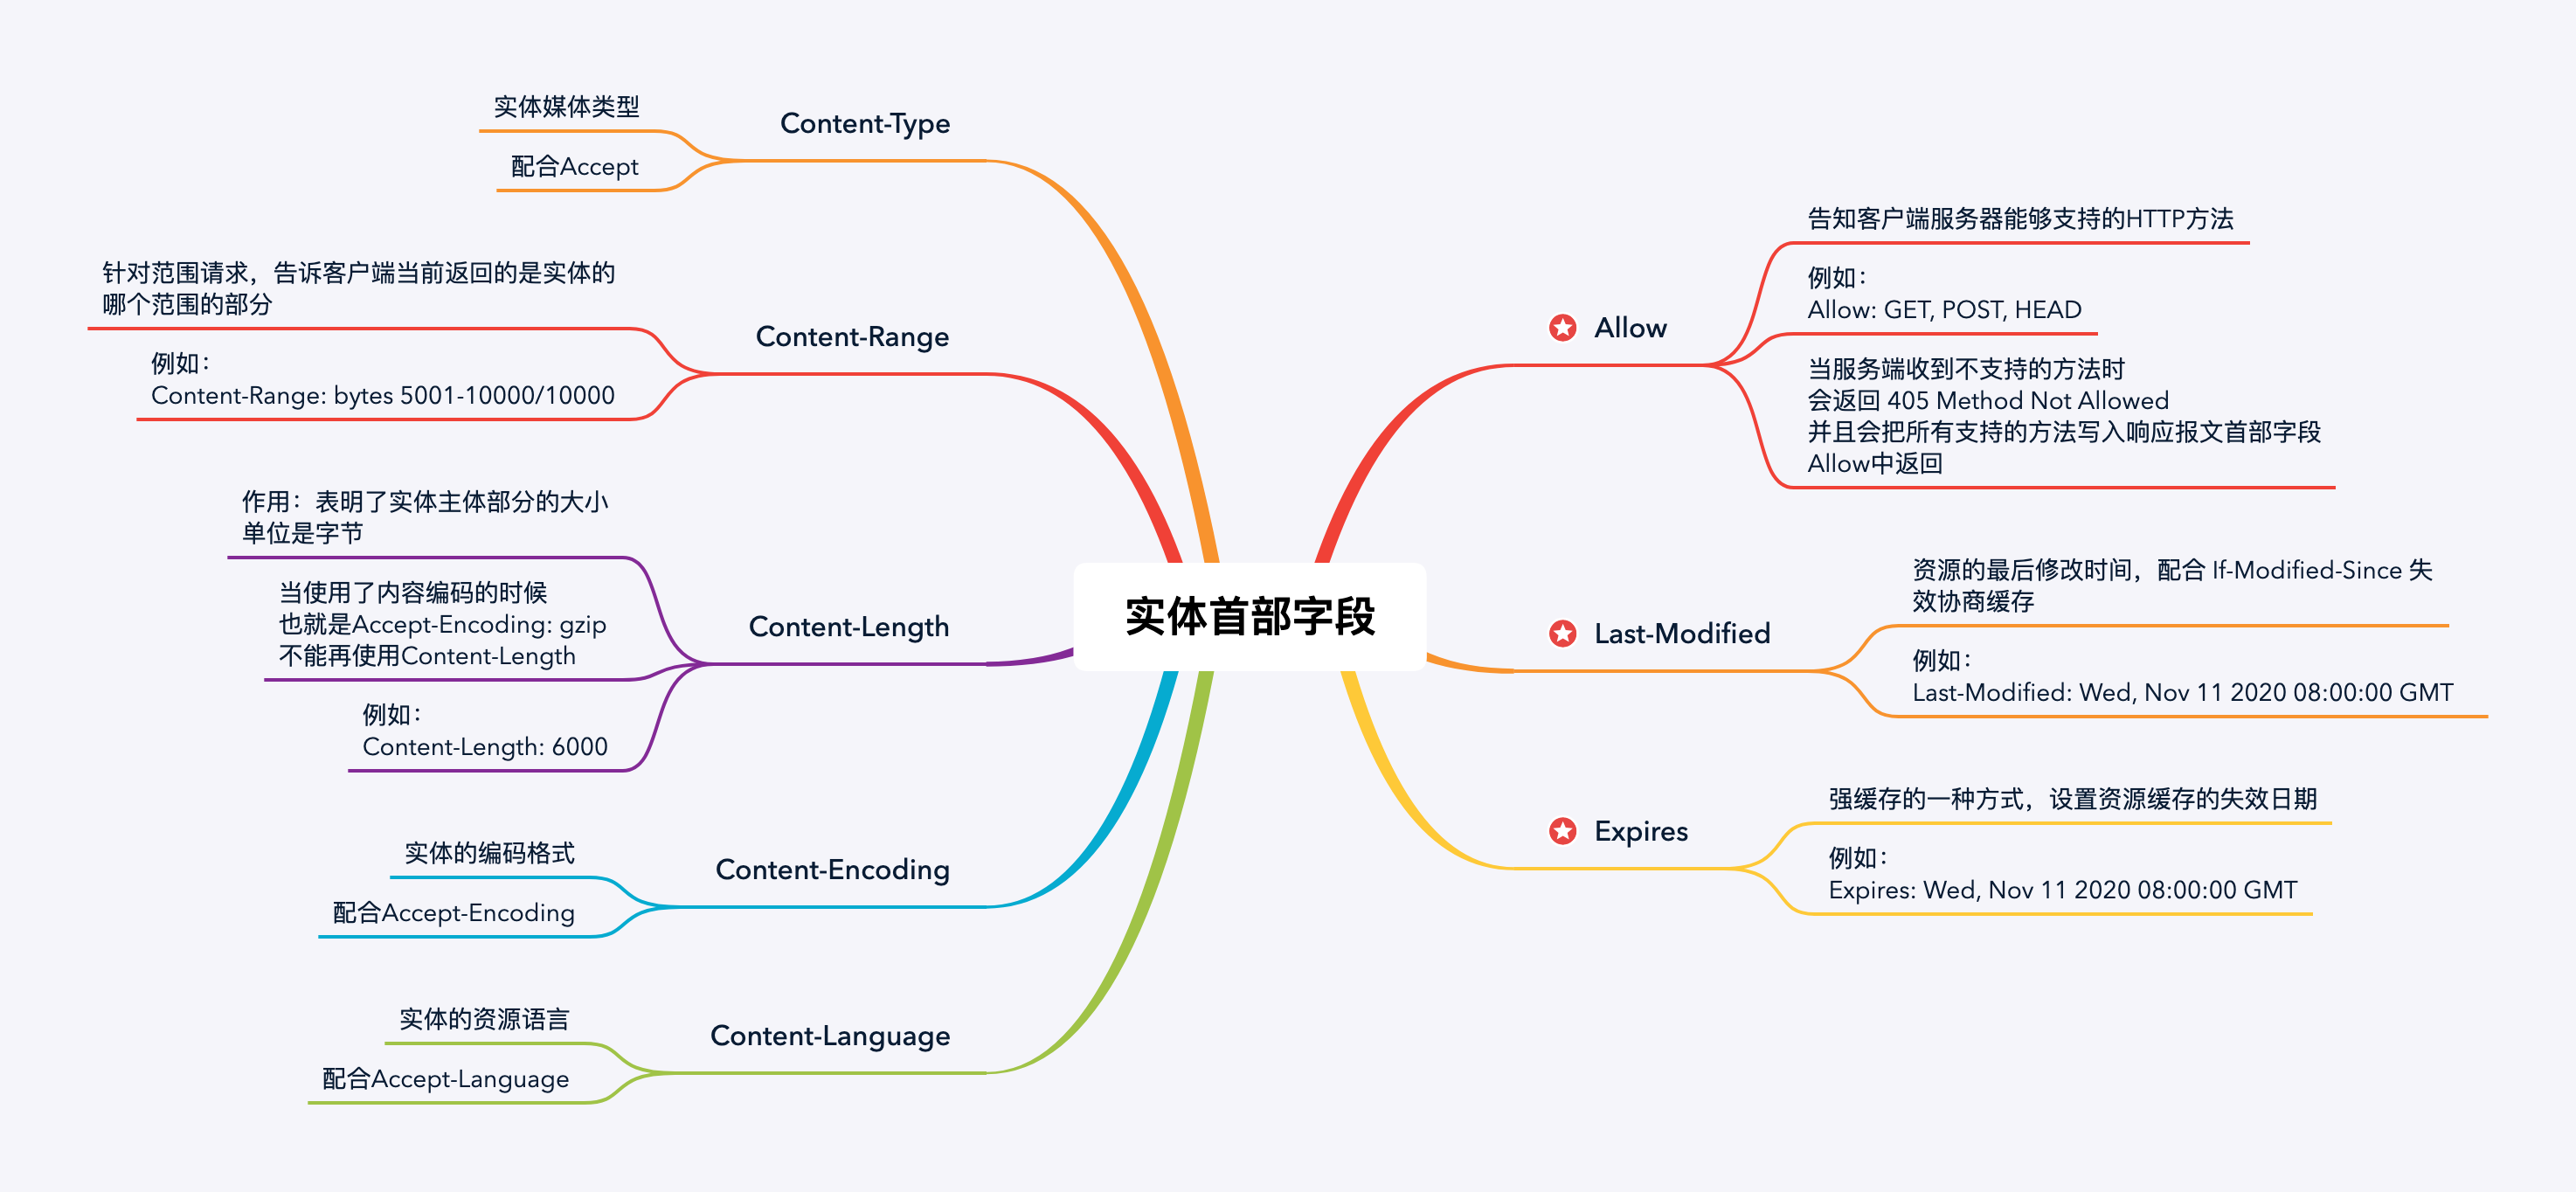 实体首部字段
Content-Type
实体媒体类型
配合Accept
Content-Range
针对范围请求，告诉客户端当前返回的是实体的
哪个范围的部分
例如：
Content-Range: bytes 5001-10000/10000
Content-Length
作用：表明了实体主体部分的大小
单位是字节
当使用了内容编码的时候
也就是Accept-Encoding: gzip
不能再使用Content-Length
例如：
Content-Length: 6000
Content-Encoding
实体的编码格式
配合Accept-Encoding
Content-Language
实体的资源语言
配合Accept-Language
Allow
告知客户端服务器能够支持的HTTP方法
例如：
Allow: GET, POST, HEAD
当服务端收到不支持的方法时
会返回 405 Method Not Allowed
并且会把所有支持的方法写入响应报文首部字段
Allow中返回
Last-Modified
资源的最后修改时间，配合 If-Modified-Since 失
效协商缓存
例如：
Last-Modified: Wed, Nov 11 2020 08:00:00 GMT
Expires
强缓存的一种方式，设置资源缓存的失效日期
例如：
Expires: Wed, Nov 11 2020 08:00:00 GMT